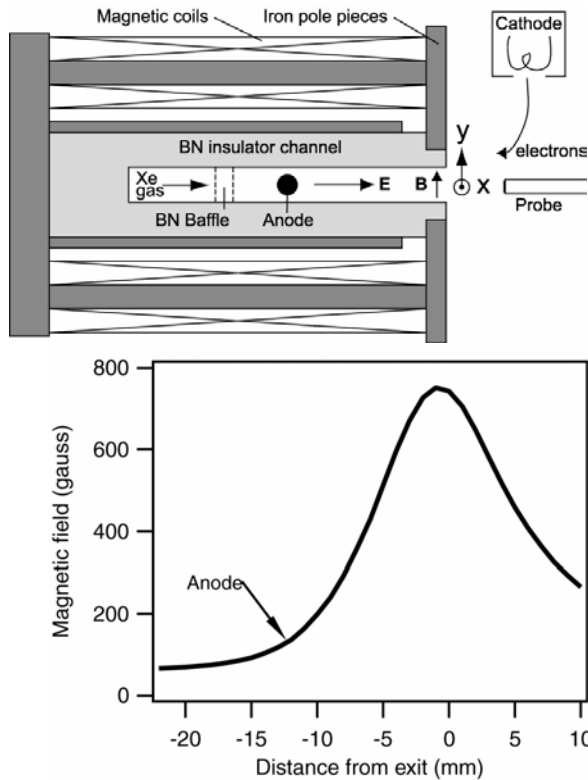 Magnetic coils
Iron pole pieces
Cathode
BN insulator channel
y
electrons
Xe
gas
E
B
X
BN Baffle
Anode
Probe
800
600
400
200
0
Magnetic field (gauss)
Anode
-20
-15
-10
-5
0
5
10
Distance from exit (mm)